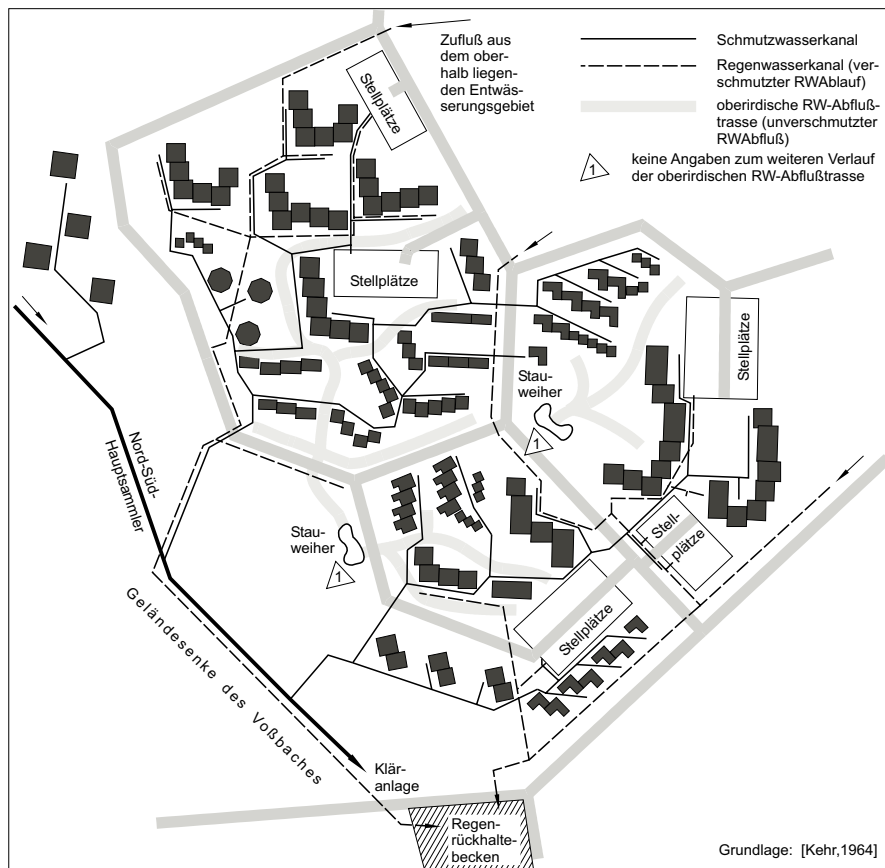 Zufluß aus
dem ober-
halb liegen-
den Entwäs-
serungsgebiet
Schmutzwasserkanal
Regenwasserkanal (ver-
schmutzter RWAblauf)
oberirdische RW-Abfluß-
trasse (unverschmutzter
RWAbfluß)
1
keine Angaben zum weiteren Verlauf
der oberirdischen RW-Abflußtrasse
Stellplätze
Stellplätze
Stellplätze
Stau-
weiher
1
Nord-Süd-
Hauptsammler
Stau-
weiher
1
Stell-
plätze
Stellplätze
Geländesenke des Voßbaches
Klär-
anlage
Regen-
rückhalte-
becken
Grundlage: [Kehr,1964]